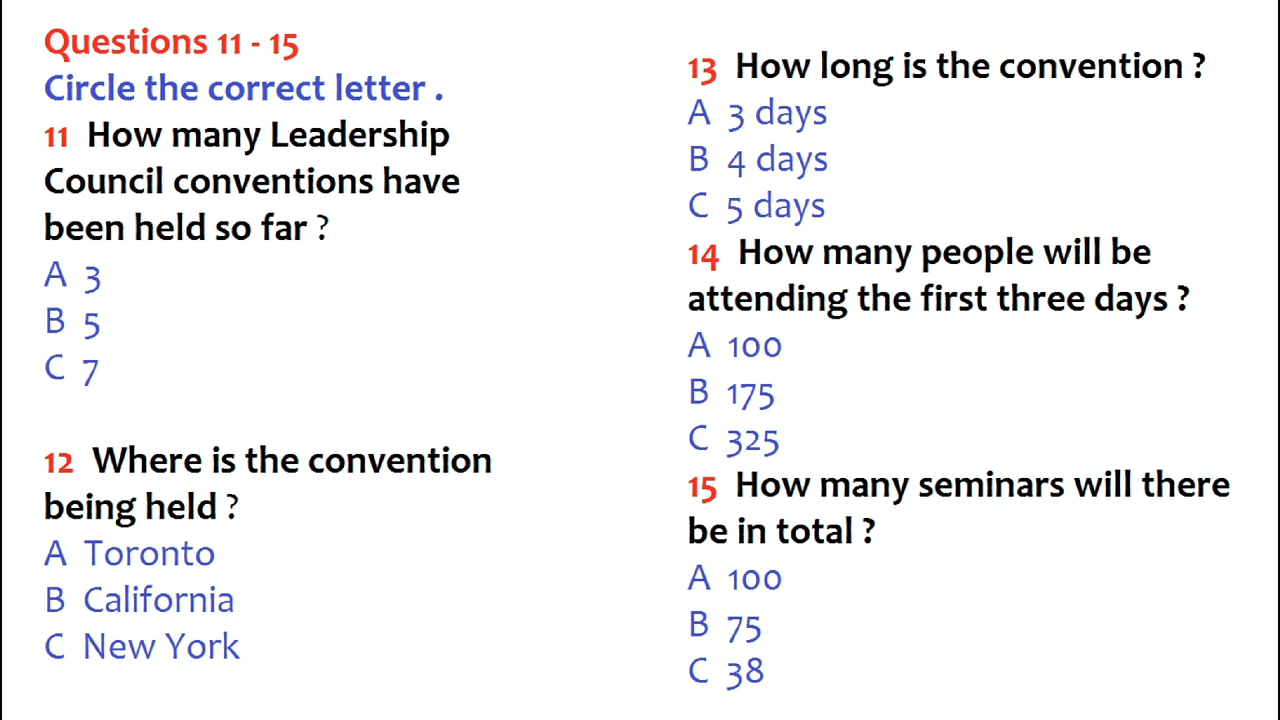 Questions 11 - 15
Circle the correct letter .
11 How many Leadership
Council conventions have
been held so far ?
A 3
B 5
C 7
12 Where is the convention
being held ?
A Toronto
B California
C New York
13 How long is the convention ?
A 3 days
B 4 days
C 5 days
14 How many people will be
attending the first three days ?
A 100
B 175
C 325
15 How many seminars will there
be in total ?
A 100
B 75
C 38